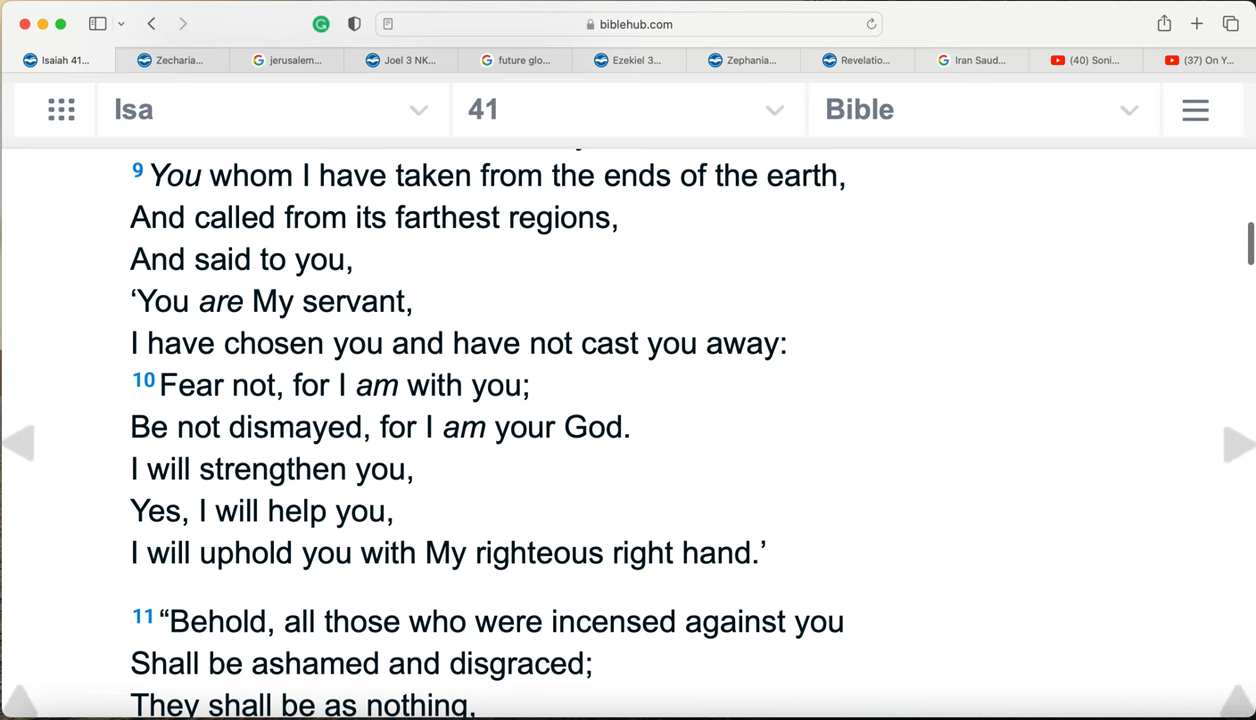 biblehub.com
Isaiah 41...
Zecharia...
jerusalem...
Joel 3 NK...
future glo...
Ezekiel 3...
Zephania...
Revelatio...
Iran Saud...
(40) Soni...
(37) On Y...
Isa
41
Bible
9 You whom I have taken from the ends of the earth,
And called from its farthest regions,
And said to you,
‘You are My servant,
I have chosen you and have not cast you away:
10 Fear not, for I am with you;
Be not dismayed, for I am your God.
I will strengthen you,
Yes, I will help you,
I will uphold you with My righteous right hand.’
11 “Behold, all those who were incensed against you
Shall be ashamed and disgraced;
They shall be as nothing,